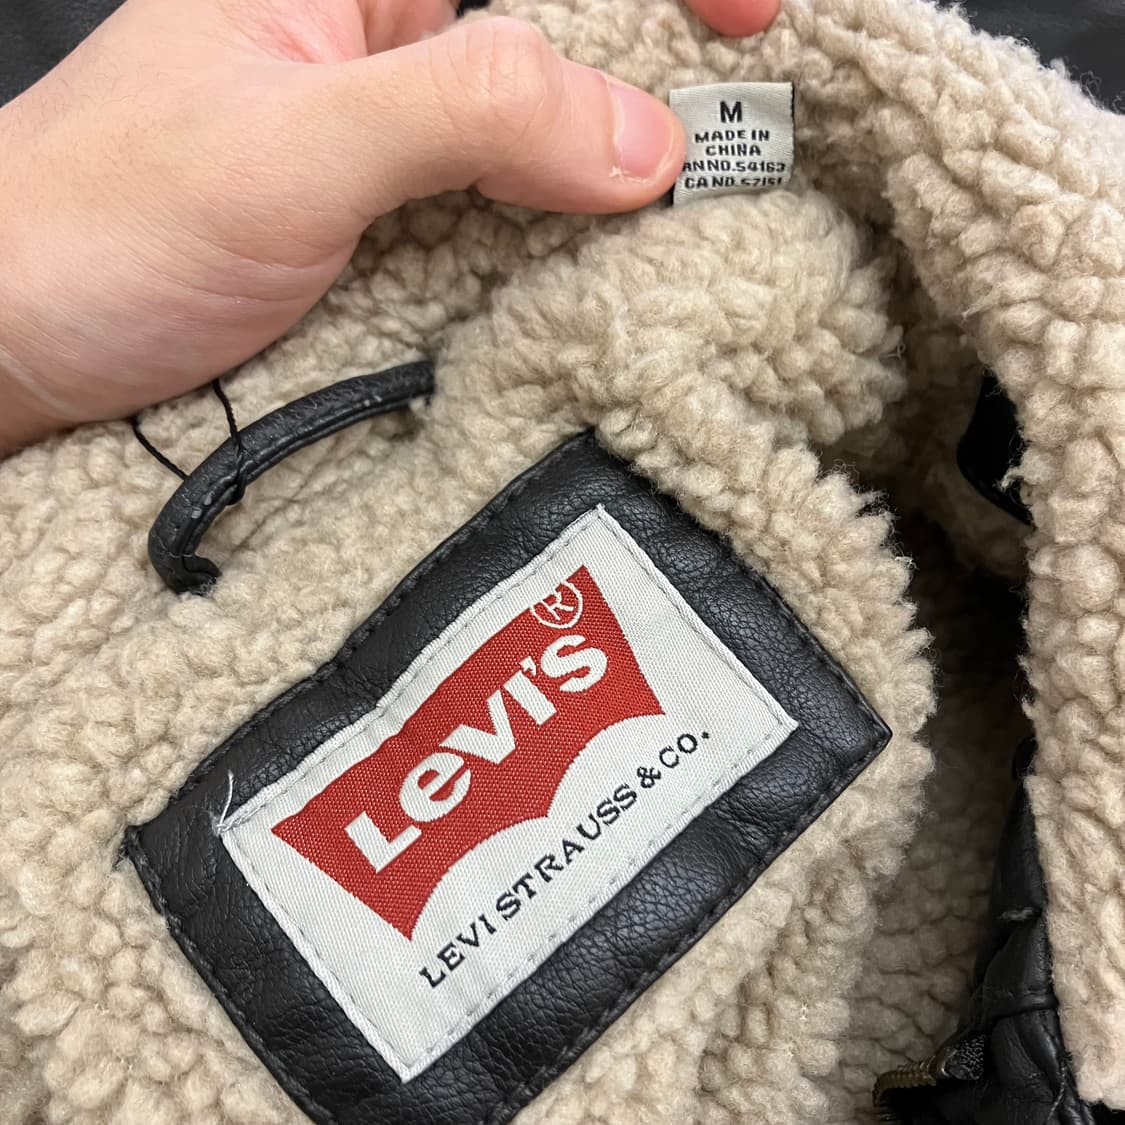 M
MADE IN
CHINA
RN NO.54163
CA NO.57151
Levi's®
LEVI STRAUSS & CO.